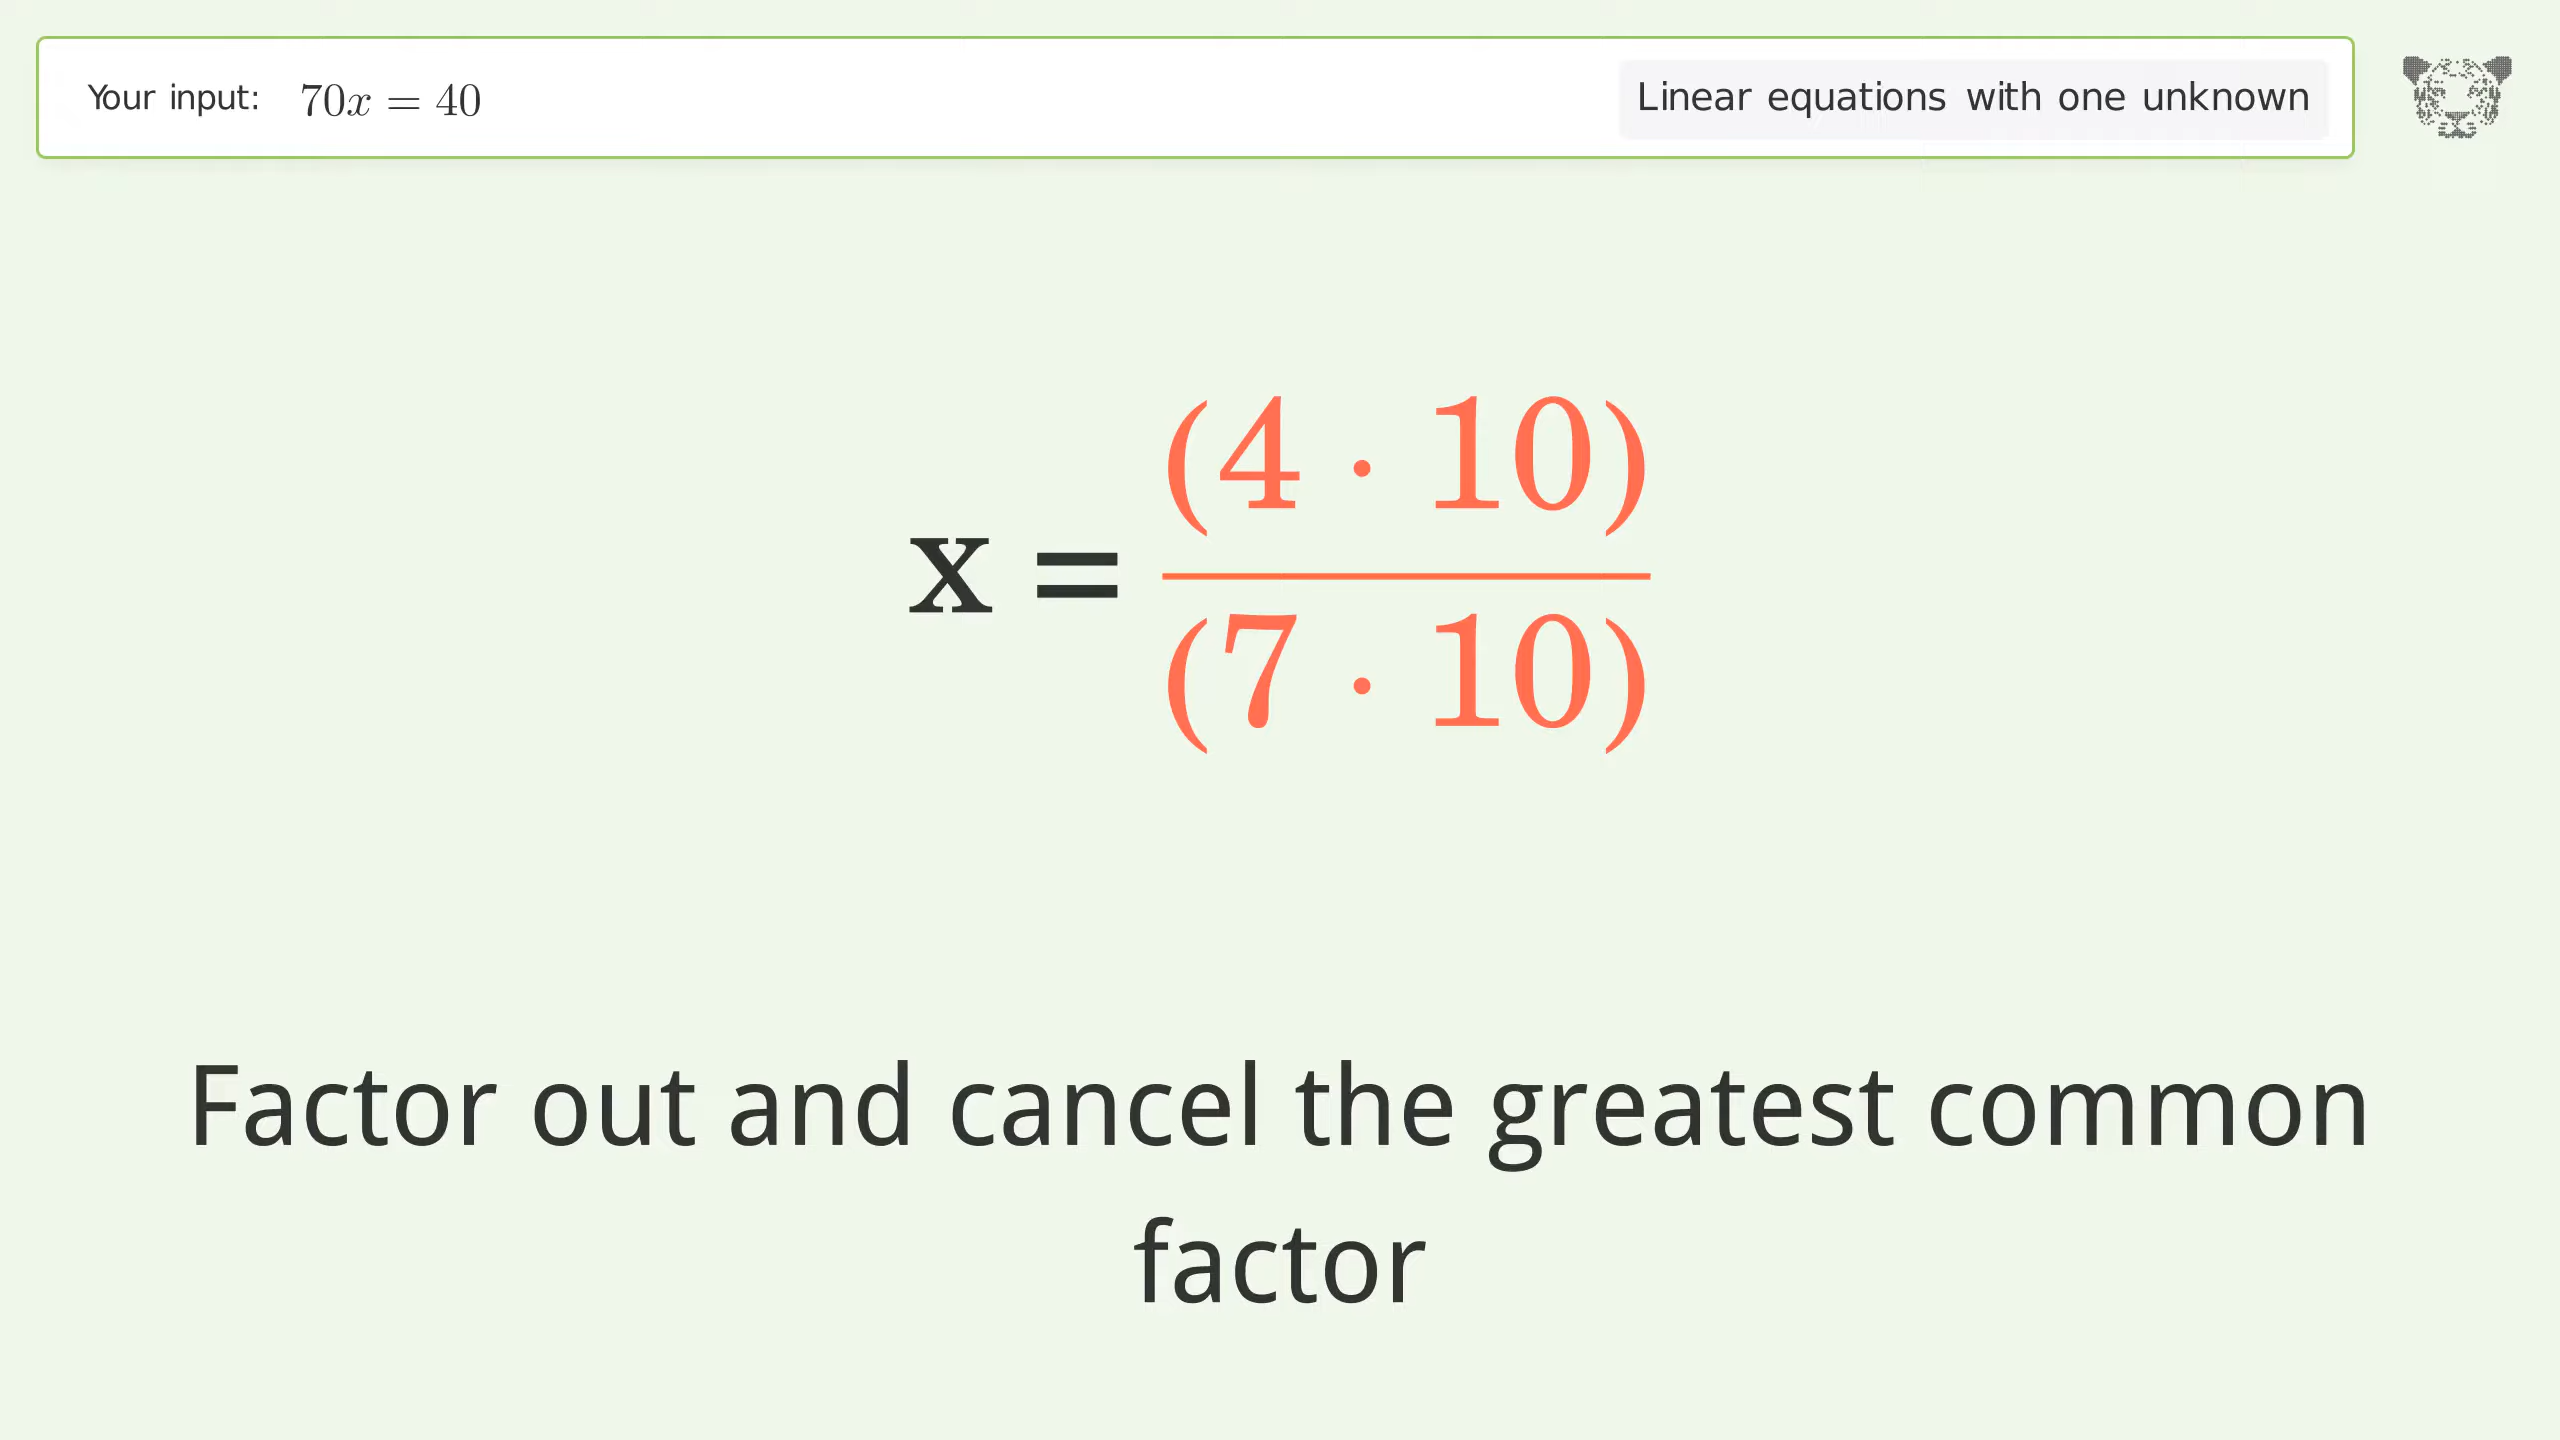 Your input: 70x = 40
Linear equations with one unknown
x = (4 · 10) / (7 · 10)
Factor out and cancel the greatest common
factor